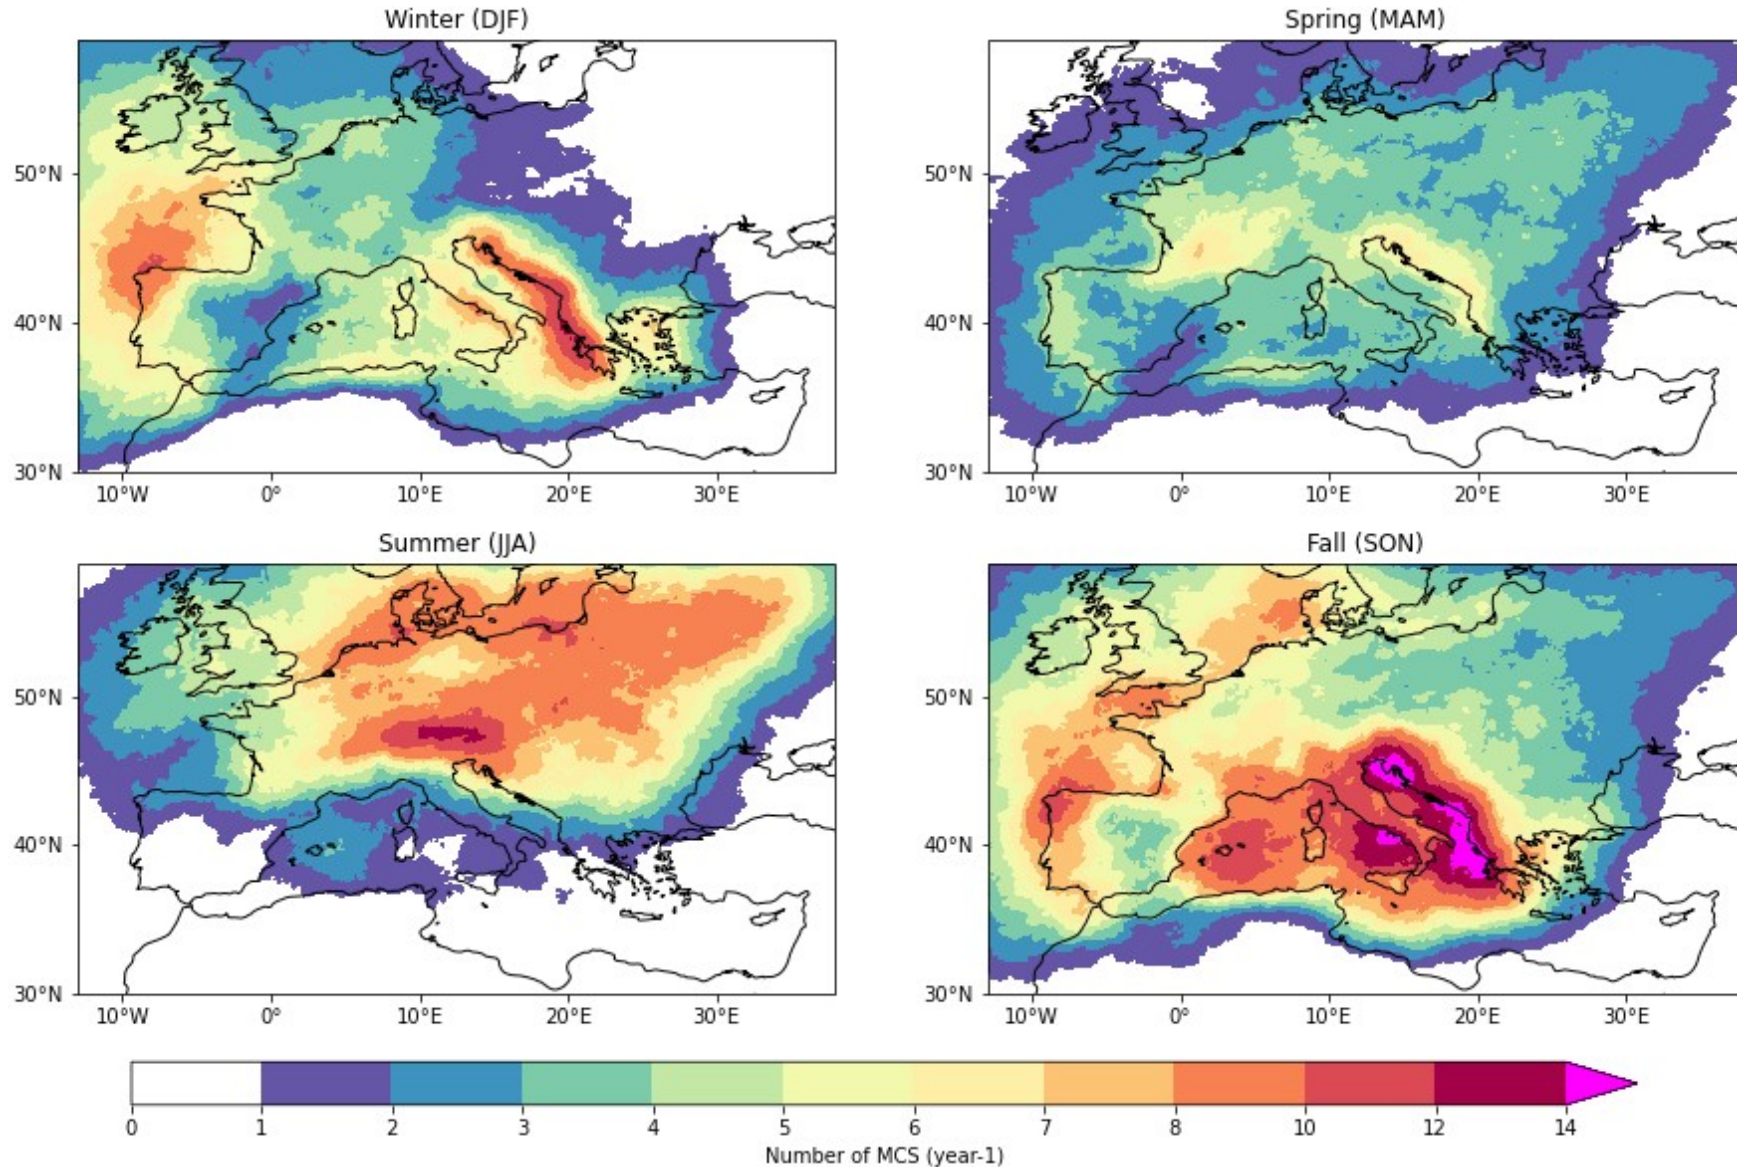 Winter (DJF)
Spring (MAM)
50°N
40°N
30°N
10°W 0° 10°E 20°E 30°E
50°N
40°N
30°N
10°W 0° 10°E 20°E 30°E
Summer (JJA)
Fall (SON)
50°N
40°N
30°N
10°W 0° 10°E 20°E 30°E
50°N
40°N
30°N
10°W 0° 10°E 20°E 30°E
0 1 2 3 4 5 6 7 8 10 12 14
Number of MCS (year-1)